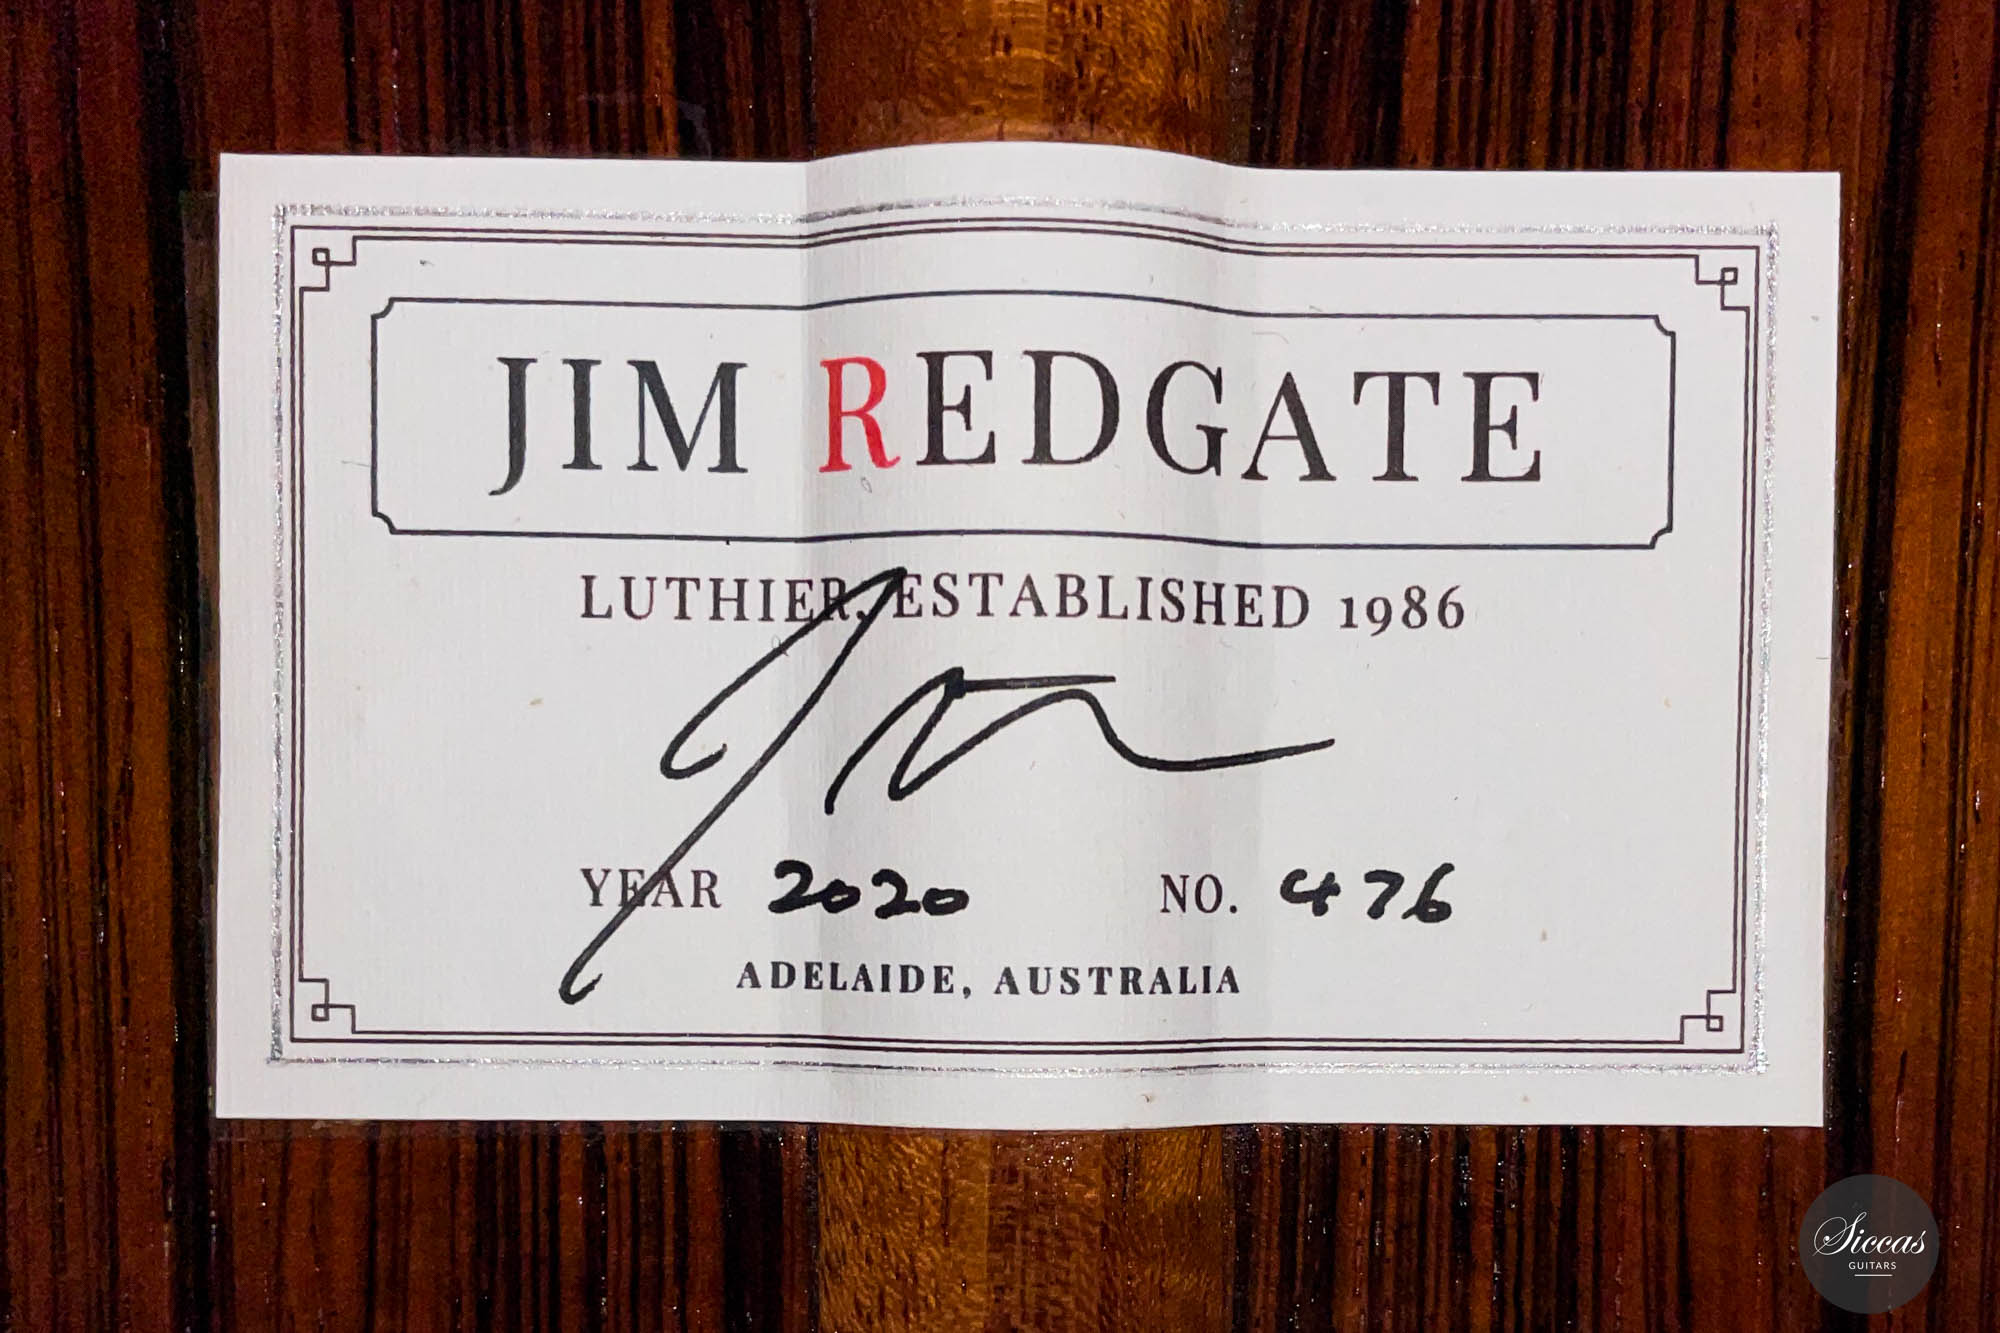 JIM REDGATE
LUTHIER, ESTABLISHED 1986
YEAR 2020 NO. 476
ADELAIDE, AUSTRALIA
Siccas
GUITARS